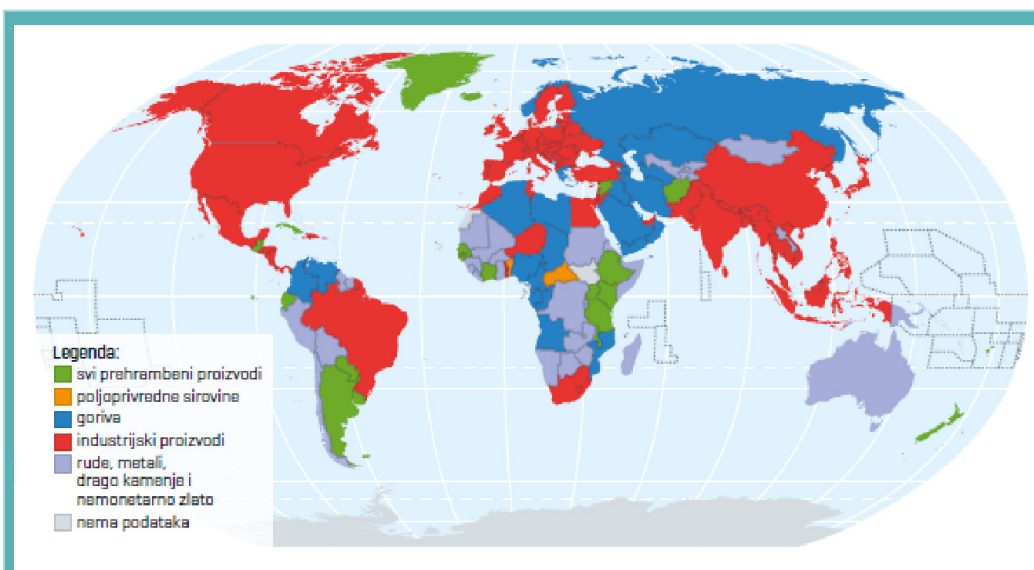 Legenda:
svi prehrambeni proizvodi
poljoprivredne sirovine
goriva
industrijski proizvodi
rude, metali,
drago kamenje i
nemonetarno zlato
nema podataka